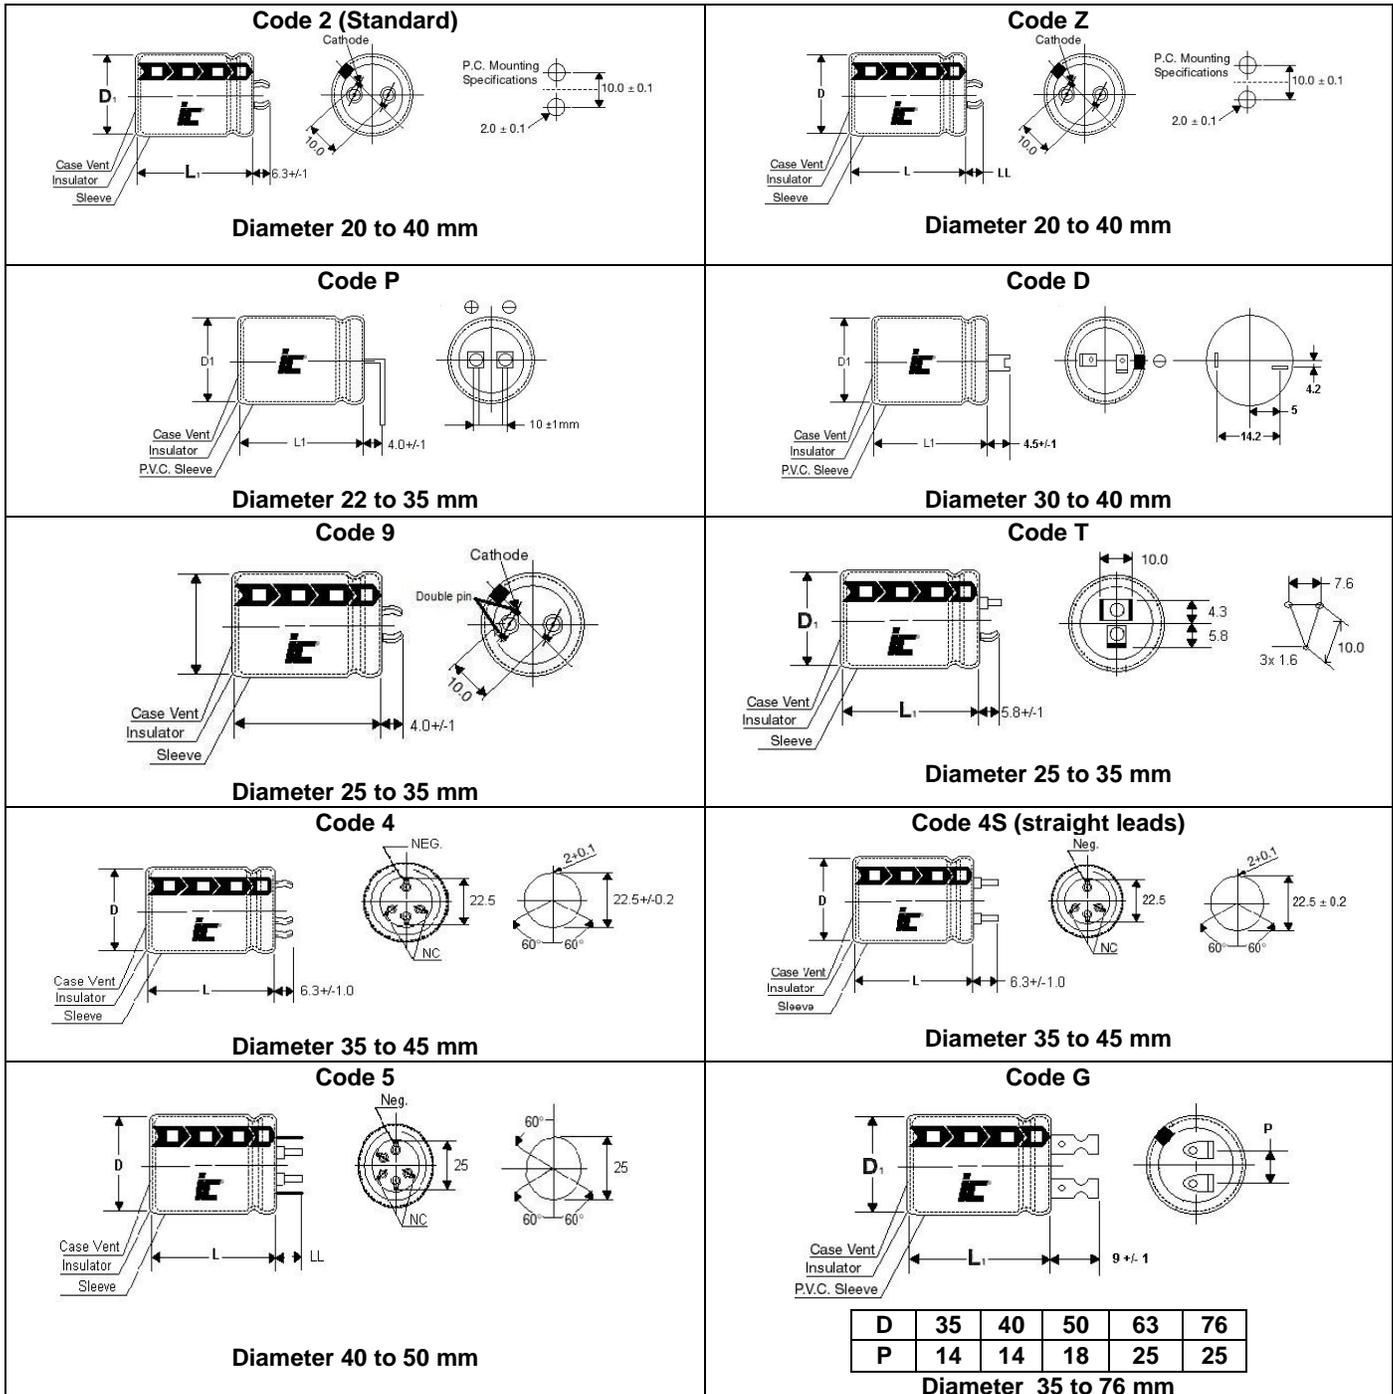 Code 2 (Standard)
Cathode
P.C. Mounting
Specifications
10.0 ± 0.1
2.0 ± 0.1
D1
iC
10.0
Case Vent
Insulator
Sleeve
L1
6.3+/-1
Diameter 20 to 40 mm
Code Z
Cathode
P.C. Mounting
Specifications
10.0 ± 0.1
2.0 ± 0.1
D
iC
10.0
Case Vent
Insulator
Sleeve
L
LL
Diameter 20 to 40 mm
Code P
D1
iC
10 ±1mm
Case Vent
Insulator
P.V.C. Sleeve
L1
4.0+/-1
Diameter 22 to 35 mm
Code D
D1
iC
4.2
5
14.2
Case Vent
Insulator
P.V.C. Sleeve
L1
4.5+/-1
Diameter 30 to 40 mm
Code 9
Cathode
Double pin
iC
10.0
Case Vent
Insulator
Sleeve
4.0+/-1
Diameter 25 to 35 mm
Code T
10.0
7.6
D1
4.3
5.8
iC
3x 1.6
10.0
Case Vent
Insulator
Sleeve
L1
5.8+/-1
Diameter 25 to 35 mm
Code 4
NEG.
D
22.5
22.5+/-0.2
2+0.1
iC
NC
60° 60°
Case Vent
Insulator
Sleeve
L
6.3+/-1.0
Diameter 35 to 45 mm
Code 4S (straight leads)
Neg.
2+0.1
D
22.5
22.5 ± 0.2
iC
NC
60° 60°
Case Vent
Insulator
Sleeve
L
6.3+/-1.0
Diameter 35 to 45 mm
Code 5
Neg.
60°
D
25
25
iC
NC
60° 60°
Case Vent
Insulator
Sleeve
L
LL
Diameter 40 to 50 mm
Code G
P
D1
iC
Case Vent
Insulator
P.V.C. Sleeve
L1
9 +/- 1
D 35 40 50 63 76
P 14 14 18 25 25
Diameter 35 to 76 mm